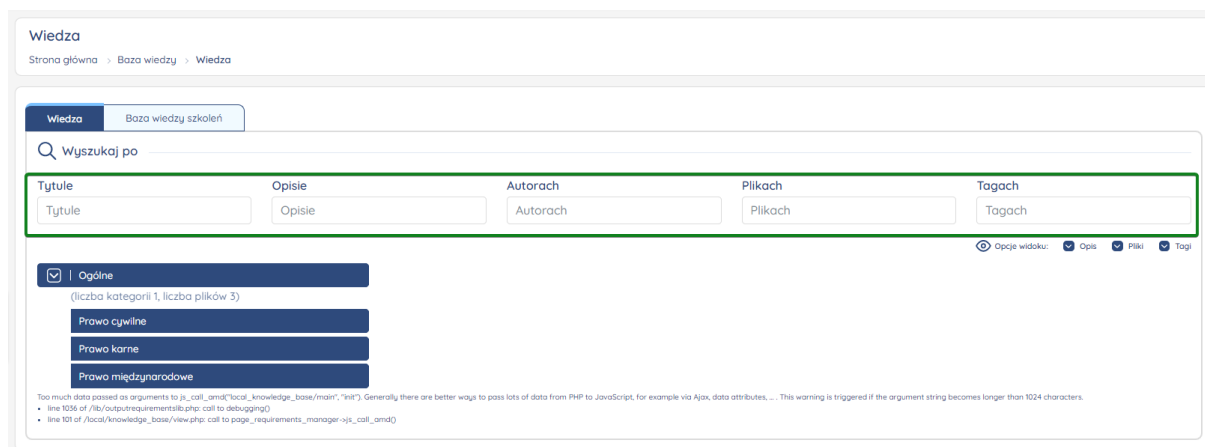 Wiedza
Strona główna > Baza wiedzy > Wiedza
Wiedza Baza wiedzy szkoleń
Wyszukaj po
Tytule Opisie Autorach Plikach Tagach
Tytule Opisie Autorach Plikach Tagach
Opcje widoku: Opis Pliki Tagi
| Ogólne
(liczba kategorii 1, liczba plików 3)
Prawo cywilne
Prawo karne
Prawo międzynarodowe
Too much data passed as arguments to js_call_amd("local_knowledge_base/main", "init"). Generally there are better ways to pass lots of data from PHP to JavaScript, for example via Ajax, data attributes, ... . This warning is triggered if the argument string becomes longer than 1024 characters.
• line 1036 of /lib/outputrequirementslib.php: call to debugging()
• line 101 of /local/knowledge_base/view.php: call to page_requirements_manager->js_call_amd()